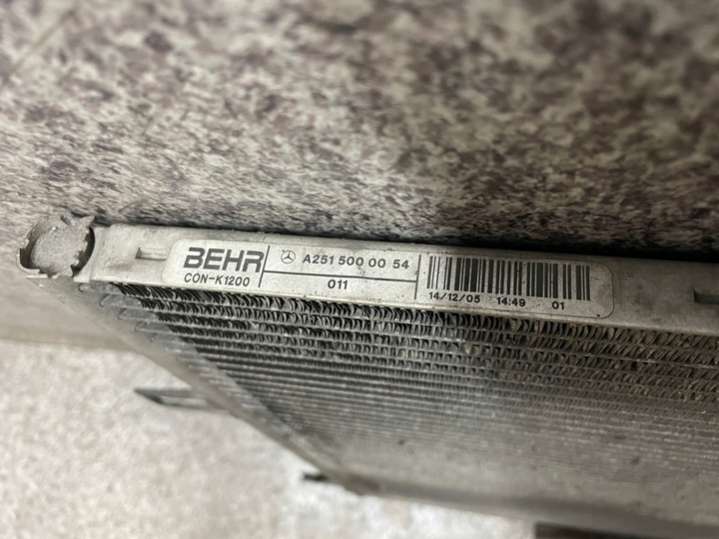 BEHR
CON-K1200
A251 500 00 54
011
14/12/05 14:49 01